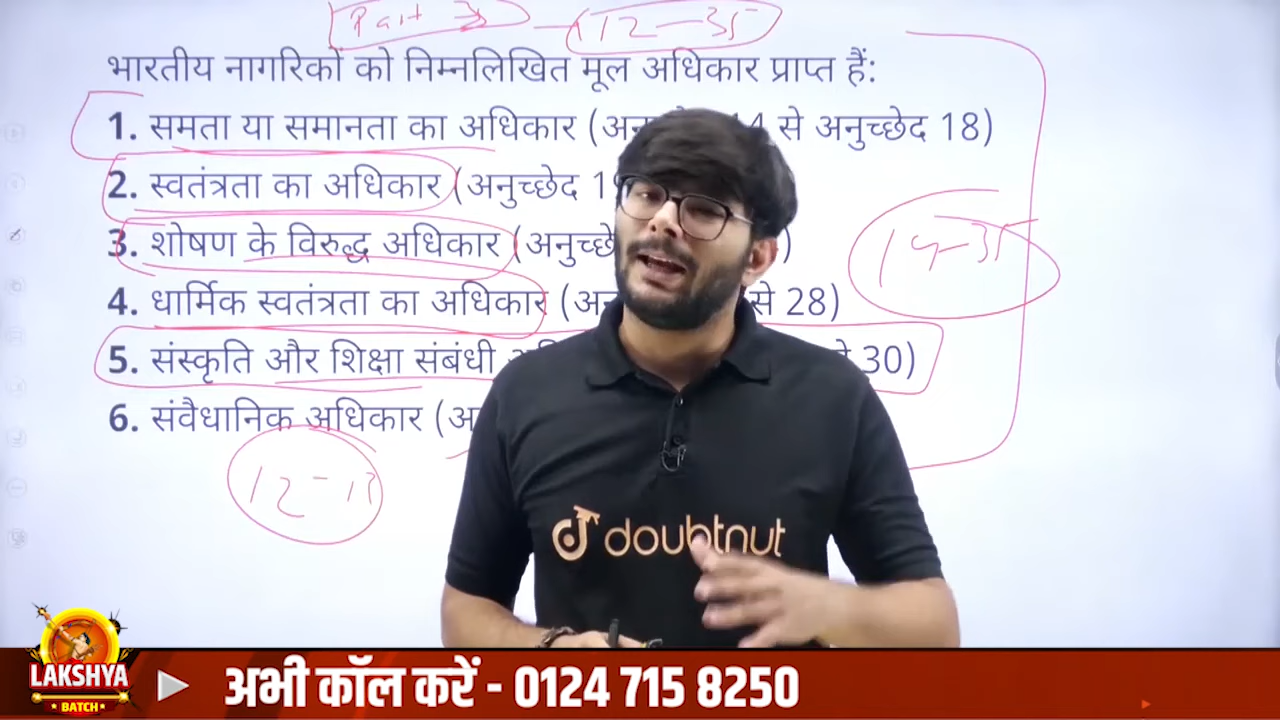 Part 3 - (12-35)
भारतीय नागरिकों को निम्नलिखित मूल अधिकार प्राप्त हैं:
1. समता या समानता का अधिकार ( 14 से अनुच्छेद 18)
2. स्वतंत्रता का अधिकार (अनुच्छेद 19
3. शोषण के विरुद्ध अधिकार ( )
4. धार्मिक स्वतंत्रता का अधिकार ( से 28)
5. संस्कृति और शिक्षा संबंधी 30)
6. संवैधानिक अधिकार (
14-35
12-13
doubtnut
LAKSHYA
BATCH
अभी कॉल करें - 0124 715 8250